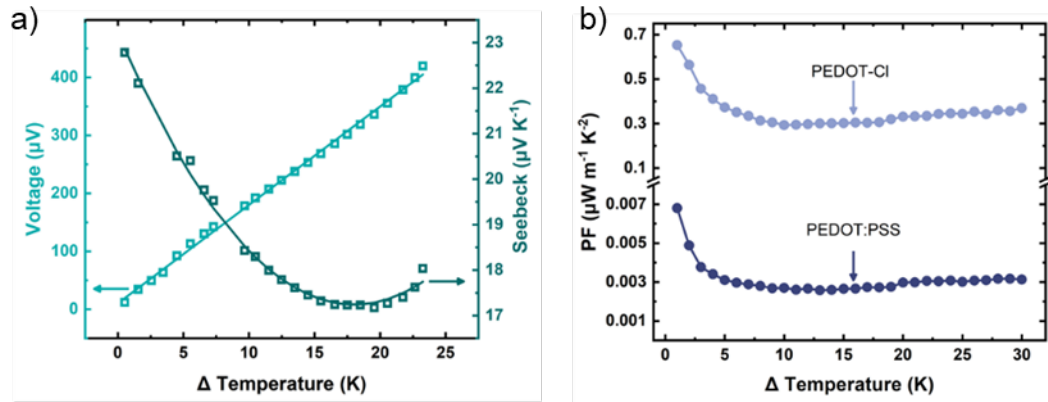 a)
Voltage (µV)
400
300
200
100
0
0 5 10 15 20 25
Δ Temperature (K)
23
22
21
20
19
18
17
Seebeck (µV K⁻¹)
b)
PF (µW m⁻¹ K⁻²)
0.7
0.5
0.3
0.1
0.007
0.005
0.003
0.001
PEDOT-Cl
PEDOT:PSS
0 5 10 15 20 25 30
Δ Temperature (K)